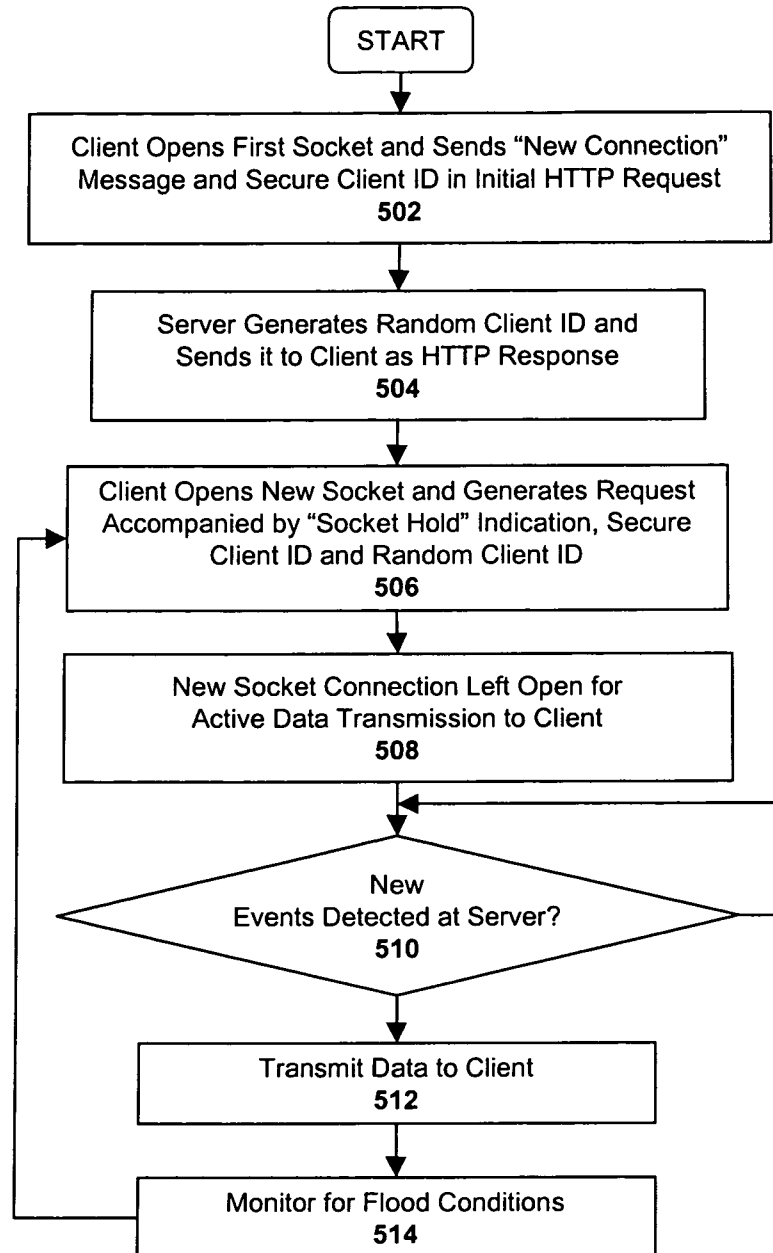 START
Client Opens First Socket and Sends “New Connection”
Message and Secure Client ID in Initial HTTP Request
502
Server Generates Random Client ID and
Sends it to Client as HTTP Response
504
Client Opens New Socket and Generates Request
Accompanied by “Socket Hold” Indication, Secure
Client ID and Random Client ID
506
New Socket Connection Left Open for
Active Data Transmission to Client
508
New
Events Detected at Server?
510
Transmit Data to Client
512
Monitor for Flood Conditions
514